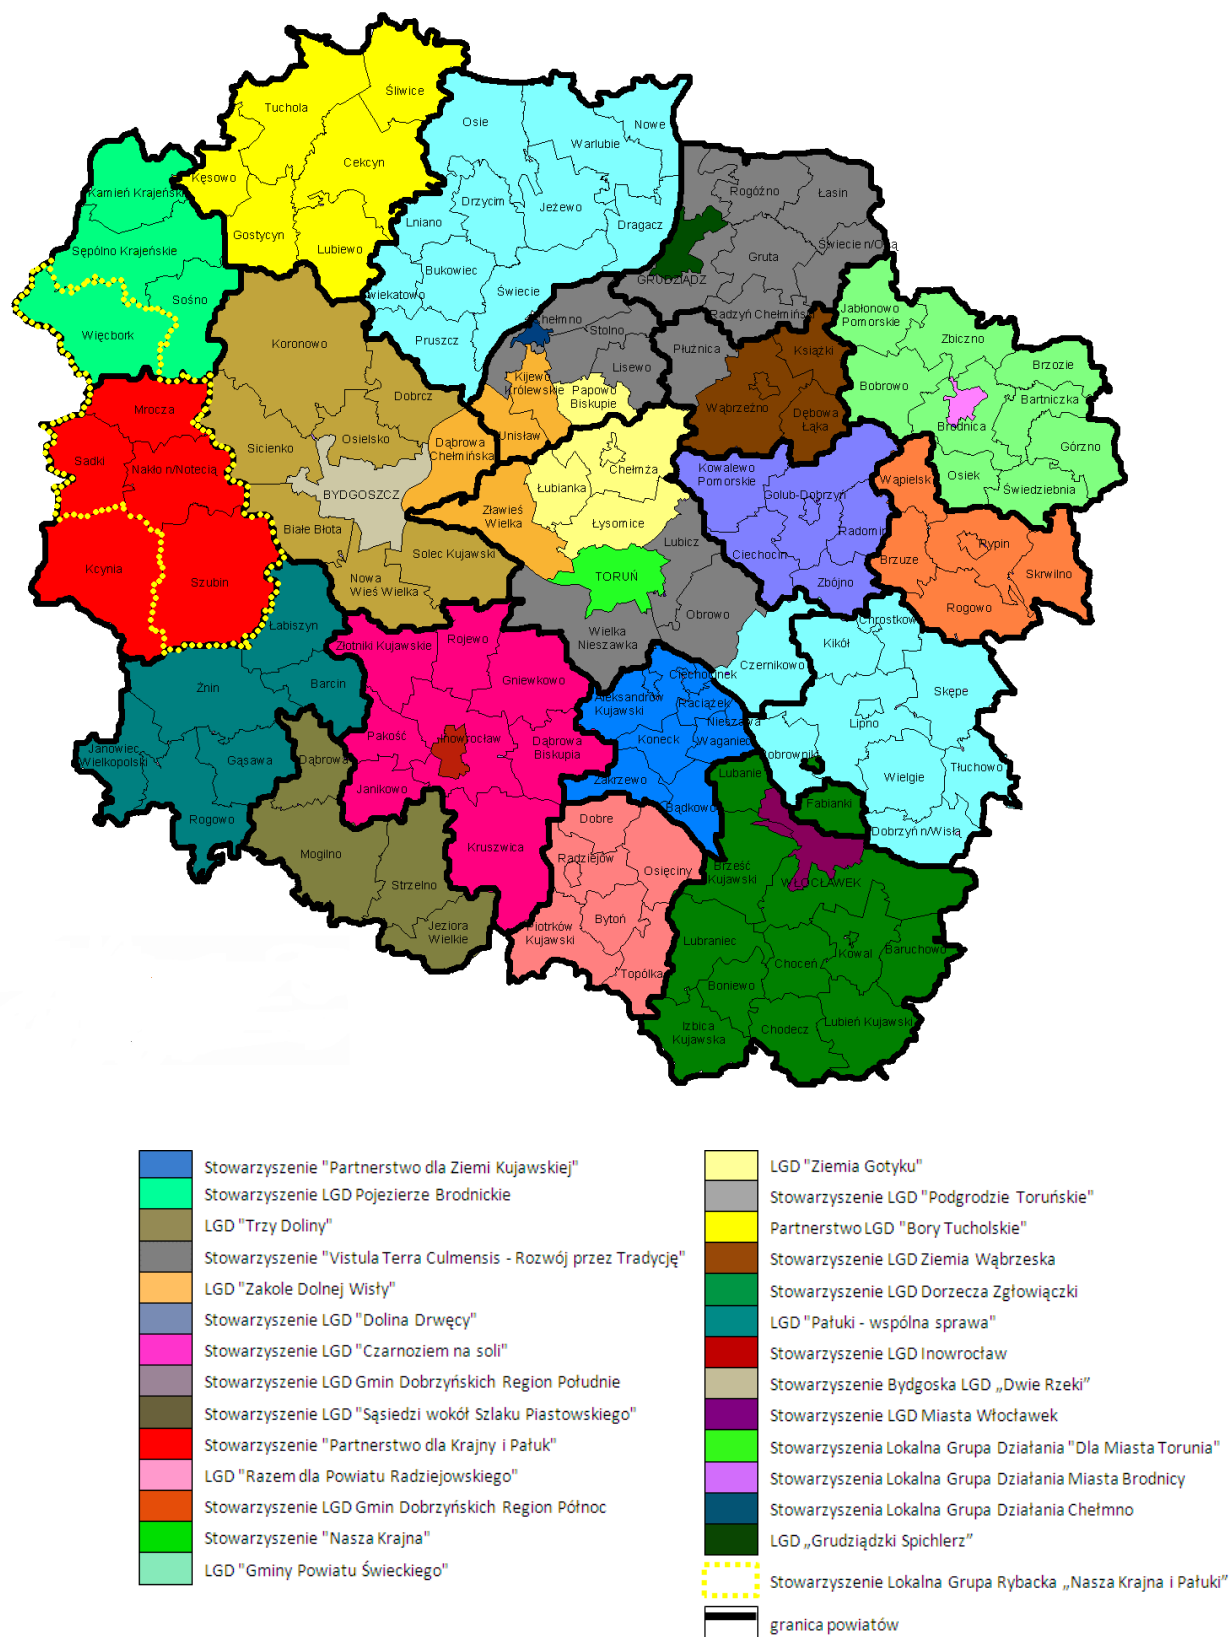 Śliwice
Tuchola
Osie
Nowe
Warlubie
Cekcyn
Kęsowo
Rogóźno
Łasin
Kamień Krajeński
Drzycim
Jeżewo
Lniano
Dragacz
Gostycyn
Lubiewo
Sępólno Krajeńskie
Świecie n/Osą
Gruta
Bukowiec
GRUDZIĄDZ
Sośno
Świecie
wiekatowo
Jabłonowo
Pomorskie
Radzyń Chełmiński
Chełmno
Stolno
Więcbork
Pruszcz
Koronowo
Płużnica
Książki
Zbiczno
Lisewo
Brzozie
Kijewo
Królewskie
Papowo
Biskupie
Bobrowo
Dobrcz
Bartniczka
Mrocza
Wąbrzeźno
Dębowa
Łąka
Brodnica
Unisław
Osielsko
Sicienko
Dąbrowa
Chełmińska
Górzno
Sadki
Nakło n/Notecią
Chełmża
Kowalewo
Pomorskie
Wąpielsk
Osiek
Świedziebnia
BYDGOSZCZ
Łubianka
Golub-Dobrzyń
Zławieś
Wielka
Łysomice
Białe Błota
Radomin
Lubicz
Rypin
Solec Kujawski
Ciechocin
Brzuze
Skrwilno
Kcynia
Szubin
TORUŃ
Nowa
Wieś Wielka
Zbójno
Rogowo
Obrowo
Łabiszyn
Wielka
Nieszawka
Chrostkowo
Złotniki Kujawskie
Rojewo
Kikół
Czernikowo
Ciechocinek
Gniewkowo
Żnin
Barcin
Aleksandrów
Kujawski
Raciążek
Skępe
Nieszawa
Lipno
Pakość
Inowrocław
Dąbrowa
Biskupia
Koneck
Waganiec
Janowiec
Wielkopolski
Gąsawa
Dąbrowa
Dobrowniki
Tłuchowo
Lubanie
Wielgie
Zakrzewo
Janikowo
Bądkowo
Fabianki
Rogowo
Dobre
Dobrzyń n/Wisłą
Kruszwica
Mogilno
Radziejów
Osięciny
Brześć
Kujawski
WŁOCŁAWEK
Strzelno
Bytoń
Piotrków
Kujawski
Jeziora
Wielkie
Lubraniec
Kowal
Baruchowo
Choceń
Topólka
Boniewo
Izbica
Kujawska
Chodecz
Lubień Kujawski
Stowarzyszenie "Partnerstwo dla Ziemi Kujawskiej"
Stowarzyszenie LGD Pojezierze Brodnickie
LGD "Trzy Doliny"
Stowarzyszenie "Vistula Terra Culmensis - Rozwój przez Tradycję"
LGD "Zakole Dolnej Wisły"
Stowarzyszenie LGD "Dolina Drwęcy"
Stowarzyszenie LGD "Czarnoziem na soli"
Stowarzyszenie LGD Gmin Dobrzyńskich Region Południe
Stowarzyszenie LGD "Sąsiedzi wokół Szlaku Piastowskiego"
Stowarzyszenie "Partnerstwo dla Krajny i Pałuk"
LGD "Razem dla Powiatu Radziejowskiego"
Stowarzyszenie LGD Gmin Dobrzyńskich Region Północ
Stowarzyszenie "Nasza Krajna"
LGD "Gminy Powiatu Świeckiego"
LGD "Ziemia Gotyku"
Stowarzyszenie LGD "Podgrodzie Toruńskie"
Partnerstwo LGD "Bory Tucholskie"
Stowarzyszenie LGD Ziemia Wąbrzeska
Stowarzyszenie LGD Dorzecza Zgłowiączki
LGD "Pałuki - wspólna sprawa"
Stowarzyszenie LGD Inowrocław
Stowarzyszenie Bydgoska LGD „Dwie Rzeki”
Stowarzyszenie LGD Miasta Włocławek
Stowarzyszenia Lokalna Grupa Działania "Dla Miasta Torunia"
Stowarzyszenia Lokalna Grupa Działania Miasta Brodnicy
Stowarzyszenia Lokalna Grupa Działania Chełmno
LGD „Grudziądzki Spichlerz”
Stowarzyszenie Lokalna Grupa Rybacka „Nasza Krajna i Pałuki”
granica powiatów